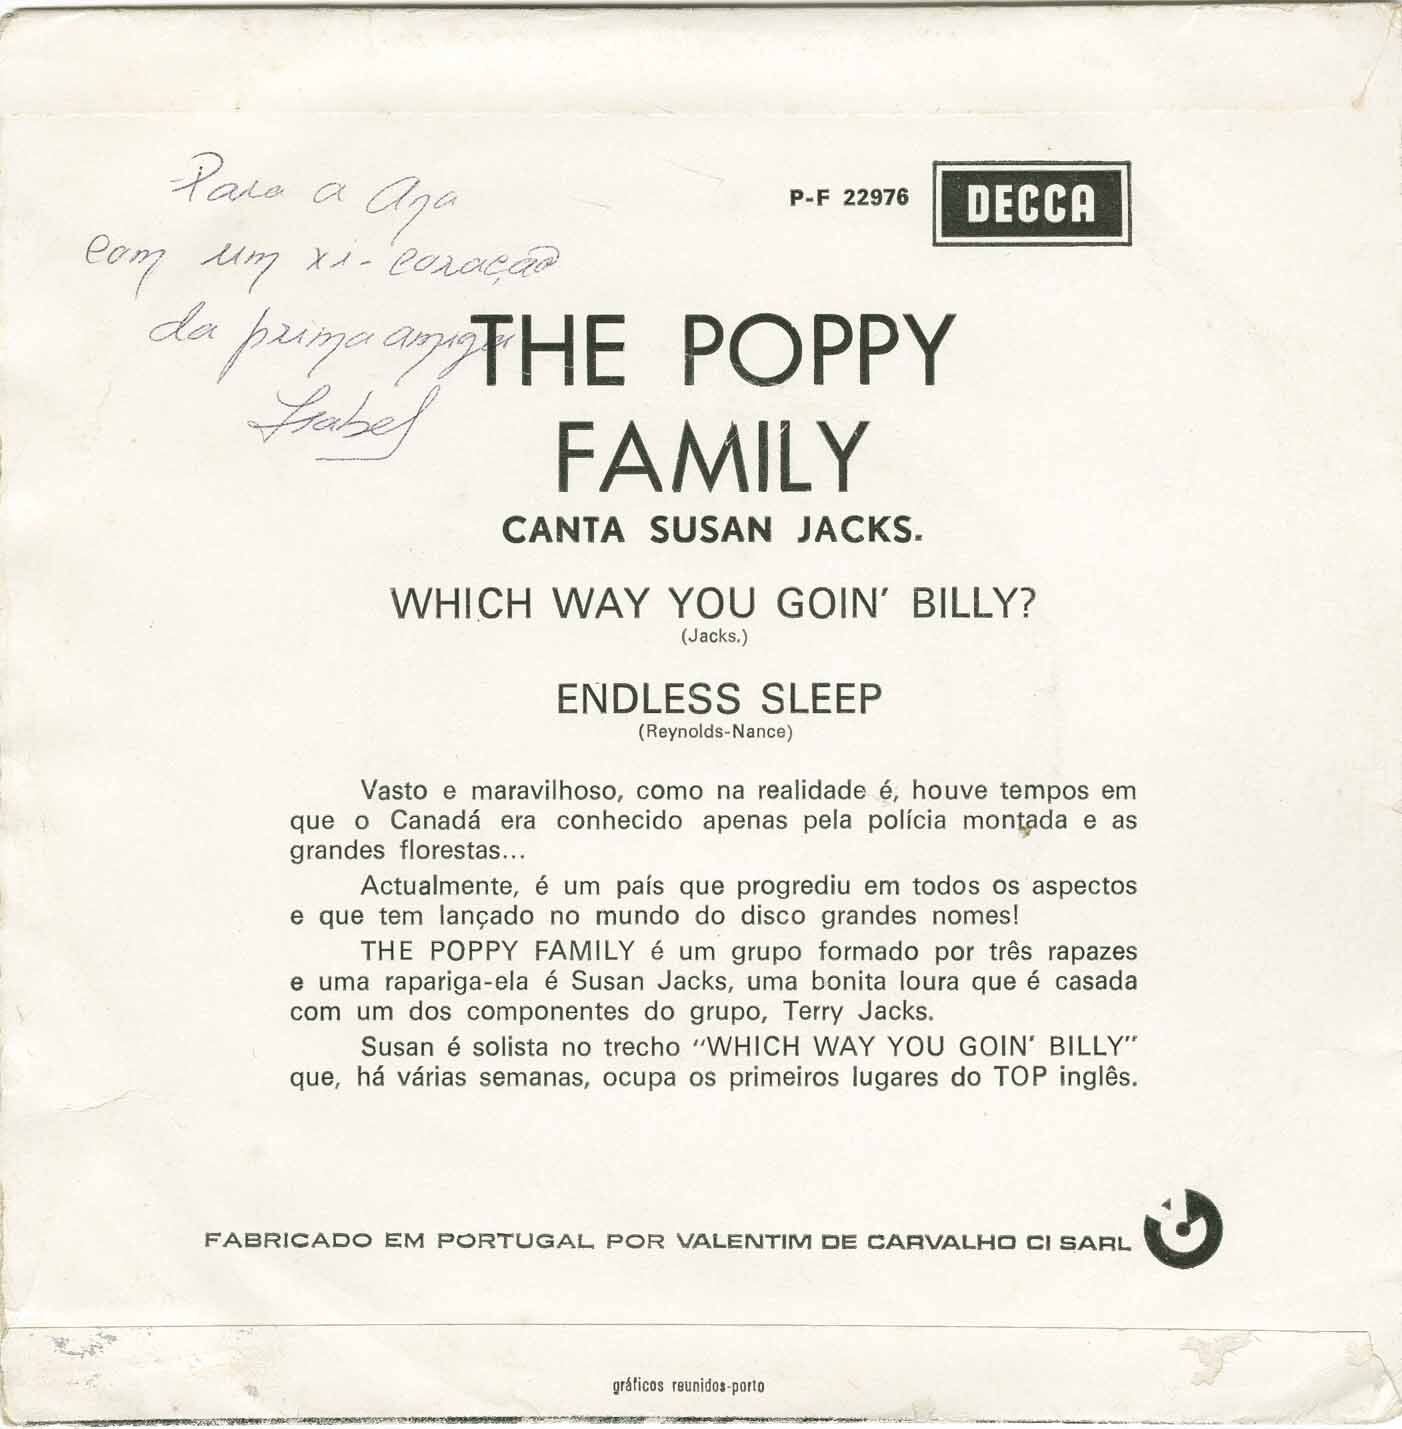 Para a Ana
com um xi-coração
da prima amiga
Isabel
P-F 22976
DECCA
THE POPPY
FAMILY
CANTA SUSAN JACKS.
WHICH WAY YOU GOIN' BILLY?
(Jacks.)
ENDLESS SLEEP
(Reynolds-Nance)
Vasto e maravilhoso, como na realidade é, houve tempos em
que o Canadá era conhecido apenas pela polícia montada e as
grandes florestas...
Actualmente, é um país que progrediu em todos os aspectos
e que tem lançado no mundo do disco grandes nomes!
THE POPPY FAMILY é um grupo formado por três rapazes
e uma rapariga-ela é Susan Jacks, uma bonita loura que é casada
com um dos componentes do grupo, Terry Jacks.
Susan é solista no trecho "WHICH WAY YOU GOIN' BILLY"
que, há várias semanas, ocupa os primeiros lugares do TOP inglês.
FABRICADO EM PORTUGAL POR VALENTIM DE CARVALHO CI SARL
gráficos reunidos-porto